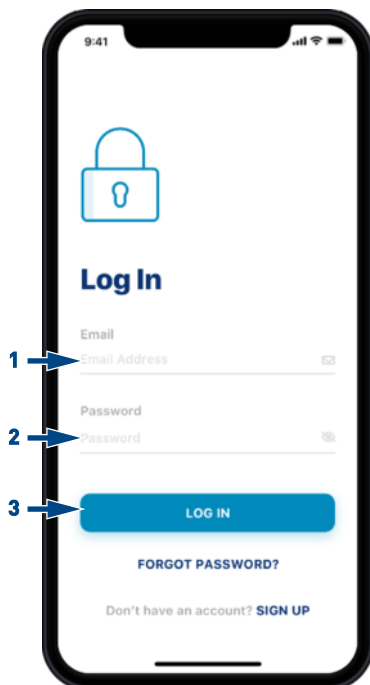 9:41
Log In
Email
1 Email Address
Password
2 Password
3 LOG IN
FORGOT PASSWORD?
Don't have an account? SIGN UP